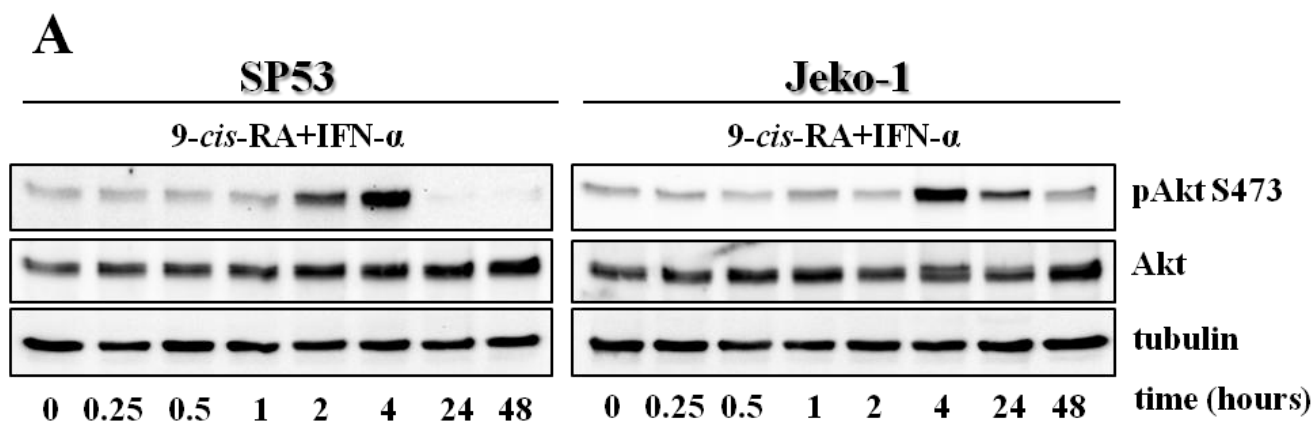 A
SP53 Jeko-1
9-cis-RA+IFN-α 9-cis-RA+IFN-α
pAkt S473
Akt
tubulin
0 0.25 0.5 1 2 4 24 48 0 0.25 0.5 1 2 4 24 48 time (hours)